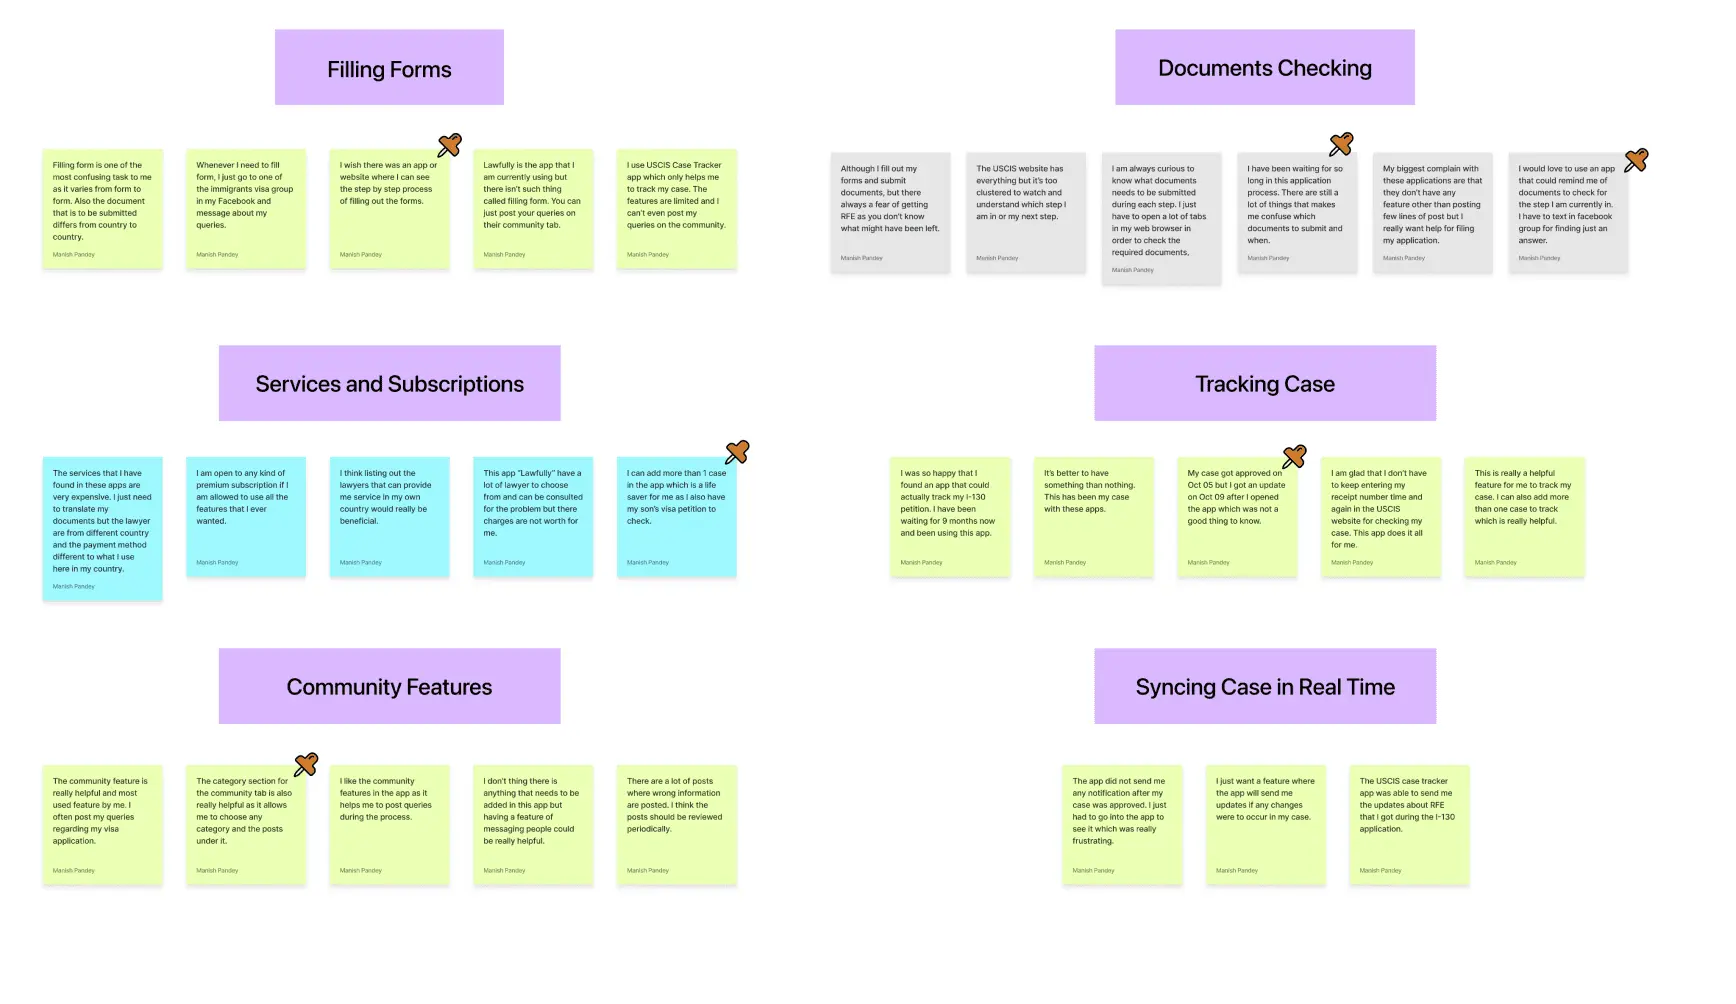 Filling Forms
Filling form is one of the
most confusing task to me
as it varies from form to
form. Also the document
that is to be submitted
differs from country to
country.
Manish Pandey
Whenever I need to fill
form, I just go to one of
the immigrants visa group
in my Facebook and
message about my
queries.
Manish Pandey
I wish there was an app or
website where I can see
the step by step process
of filling out the forms.
Manish Pandey
Lawfully is the app that I
am currently using but
there isn't such thing
called filling form. You can
just post your queries on
their community tab.
Manish Pandey
I use USCIS Case Tracker
app which only helps me
to track my case. The
features are limited and I
can't even post my
queries on the community.
Manish Pandey
Documents Checking
Although I fill out my
forms and submit
documents, but there
always a fear of getting
RFE as you don't know
what might have been left.
Manish Pandey
The USCIS website has
everything but it's too
clustered to watch and
understand which step I
am in or my next step.
Manish Pandey
I am always curious to
know what documents
needs to be submitted
during each step. I just
have to open a lot of tabs
in my web browser in
order to check the
required documents,
Manish Pandey
I have been waiting for so
long in this application
process. There are still a
lot of things that makes
me confuse which
documents to submit and
when.
Manish Pandey
My biggest complain with
these applications are that
they don't have any
feature other than posting
few lines of post but I
really want help for filing
my application.
Manish Pandey
I would love to use an app
that could remind me of
documents to check for
the step I am currently in.
I have to text in facebook
group for finding just an
answer.
Manish Pandey
Services and Subscriptions
The services that I have
found in these apps are
very expensive. I just need
to translate my
documents but the lawyer
are from different country
and the payment method
different to what I use
here in my country.
Manish Pandey
I am open to any kind of
premium subscription if I
am allowed to use all the
features that I ever
wanted.
Manish Pandey
I think listing out the
lawyers that can provide
me service in my own
country would really be
beneficial.
Manish Pandey
This app "Lawfully" have a
lot of lawyer to choose
from and can be consulted
for the problem but there
charges are not worth for
me.
Manish Pandey
I can add more than 1 case
in the app which is a life
saver for me as I also have
my son's visa petition to
check.
Manish Pandey
Tracking Case
I was so happy that I
found an app that could
actually track my I-130
petition. I have been
waiting for 9 months now
and been using this app.
Manish Pandey
It's better to have
something than nothing.
This has been my case
with these apps.
Manish Pandey
My case got approved on
Oct 05 but I got an update
on Oct 09 after I opened
the app which was not a
good thing to know.
Manish Pandey
I am glad that I don't have
to keep entering my
receipt number time and
again in the USCIS
website for checking my
case. This app does it all
for me.
Manish Pandey
This is really a helpful
feature for me to track my
case. I can also add more
than one case to track
which is really helpful.
Manish Pandey
Community Features
The community feature is
really helpful and most
used feature by me. I
often post my queries
regarding my visa
application.
Manish Pandey
The category section for
the community tab is also
really helpful as it allows
me to choose any
category and the posts
under it.
Manish Pandey
I like the community
features in the app as it
helps me to post queries
during the process.
Manish Pandey
I don't thing there is
anything that needs to be
added in this app but
having a feature of
messaging people could
be really helpful.
Manish Pandey
There are a lot of posts
where wrong information
are posted. I think the
posts should be reviewed
periodically.
Manish Pandey
Syncing Case in Real Time
The app did not send me
any notification after my
case was approved. I just
had to go into the app to
see it which was really
frustrating.
Manish Pandey
I just want a feature where
the app will send me
updates if any changes
were to occur in my case.
Manish Pandey
The USCIS case tracker
app was able to send me
the updates about RFE
that I got during the I-130
application.
Manish Pandey